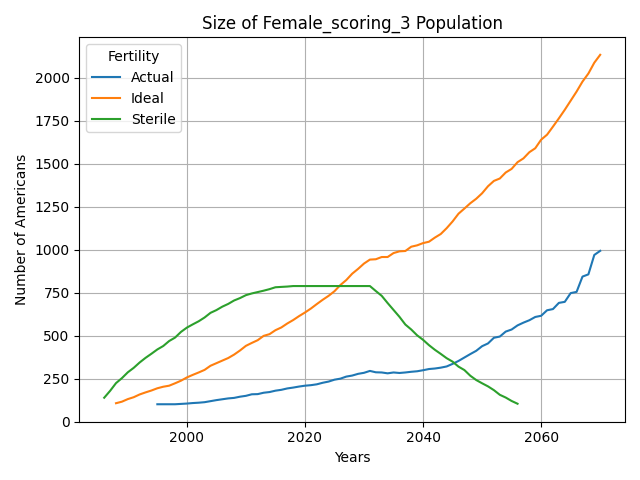 Size of Female_scoring_3 Population
Fertility
Actual
Ideal
Sterile
Number of Americans
2000
1750
1500
1250
1000
750
500
250
0
2000 2020 2040 2060
Years